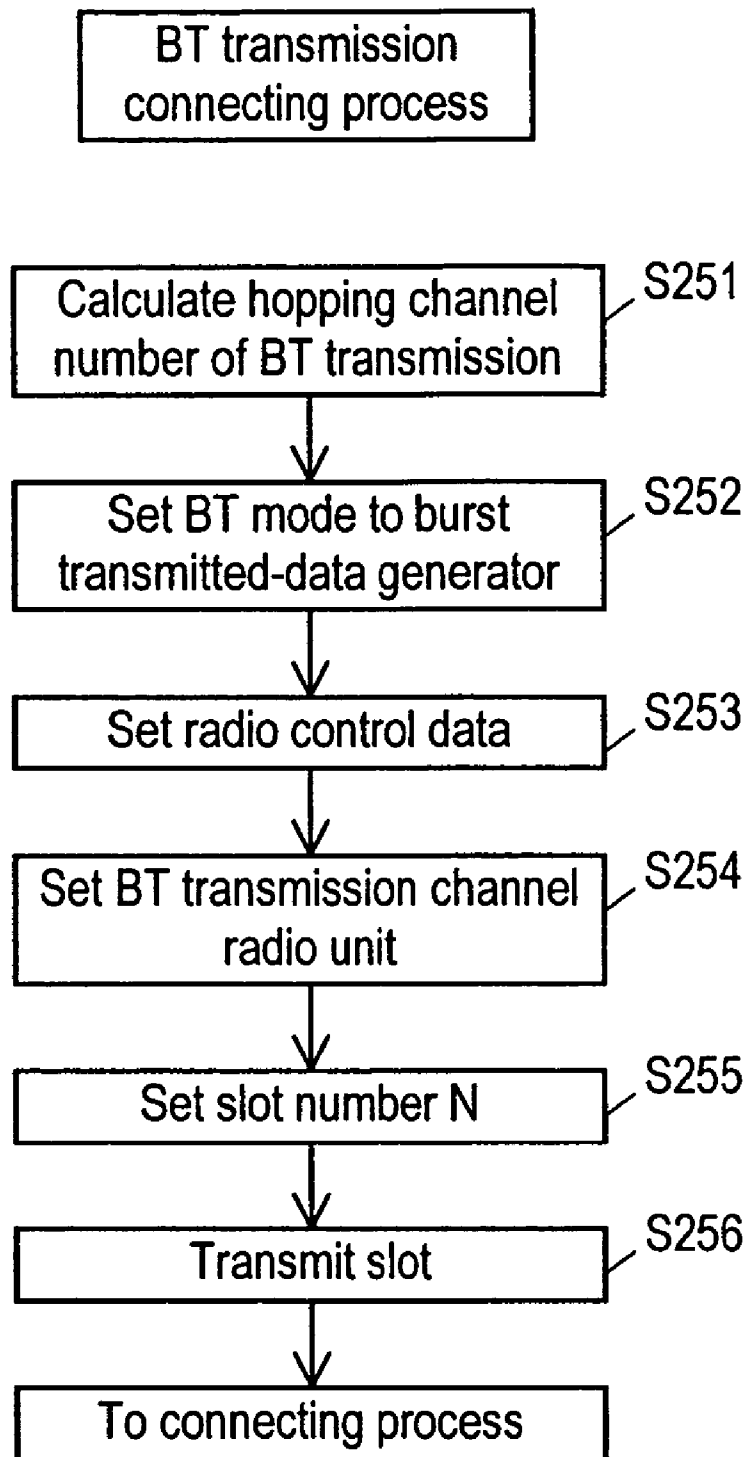 BT transmission
connecting process
S251
Calculate hopping channel
number of BT transmission
S252
Set BT mode to burst
transmitted-data generator
S253
Set radio control data
S254
Set BT transmission channel
radio unit
S255
Set slot number N
S256
Transmit slot
To connecting process